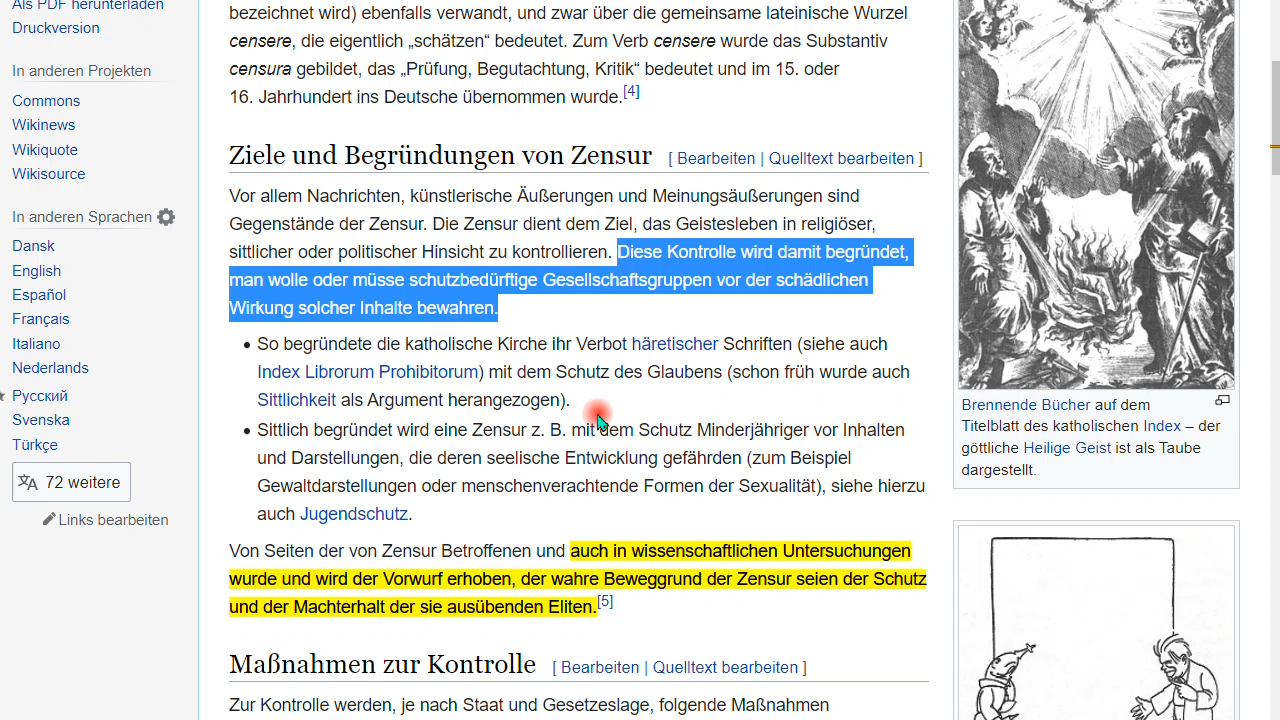 Als PDF herunterladen
Druckversion
In anderen Projekten
Commons
Wikinews
Wikiquote
Wikisource
In anderen Sprachen
Dansk
English
Español
Français
Italiano
Nederlands
Русский
Svenska
Türkçe
72 weitere
Links bearbeiten
bezeichnet wird) ebenfalls verwandt, und zwar über die gemeinsame lateinische Wurzel
censere, die eigentlich „schätzen“ bedeutet. Zum Verb censere wurde das Substantiv
censura gebildet, das „Prüfung, Begutachtung, Kritik“ bedeutet und im 15. oder
16. Jahrhundert ins Deutsche übernommen wurde.[4]
Ziele und Begründungen von Zensur [ Bearbeiten | Quelltext bearbeiten ]
Vor allem Nachrichten, künstlerische Äußerungen und Meinungsäußerungen sind
Gegenstände der Zensur. Die Zensur dient dem Ziel, das Geistesleben in religiöser,
sittlicher oder politischer Hinsicht zu kontrollieren. Diese Kontrolle wird damit begründet,
man wolle oder müsse schutzbedürftige Gesellschaftsgruppen vor der schädlichen
Wirkung solcher Inhalte bewahren.
• So begründete die katholische Kirche ihr Verbot häretischer Schriften (siehe auch
Index Librorum Prohibitorum) mit dem Schutz des Glaubens (schon früh wurde auch
Sittlichkeit als Argument herangezogen).
• Sittlich begründet wird eine Zensur z. B. mit dem Schutz Minderjähriger vor Inhalten
und Darstellungen, die deren seelische Entwicklung gefährden (zum Beispiel
Gewaltdarstellungen oder menschenverachtende Formen der Sexualität), siehe hierzu
auch Jugendschutz.
Von Seiten der von Zensur Betroffenen und auch in wissenschaftlichen Untersuchungen
wurde und wird der Vorwurf erhoben, der wahre Beweggrund der Zensur seien der Schutz
und der Machterhalt der sie ausübenden Eliten.[5]
Maßnahmen zur Kontrolle [ Bearbeiten | Quelltext bearbeiten ]
Zur Kontrolle werden, je nach Staat und Gesetzeslage, folgende Maßnahmen
Brennende Bücher auf dem
Titelblatt des katholischen Index – der
göttliche Heilige Geist ist als Taube
dargestellt.